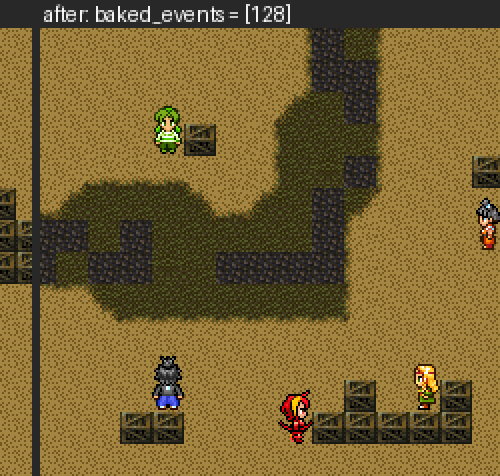 after: baked_events = [128]